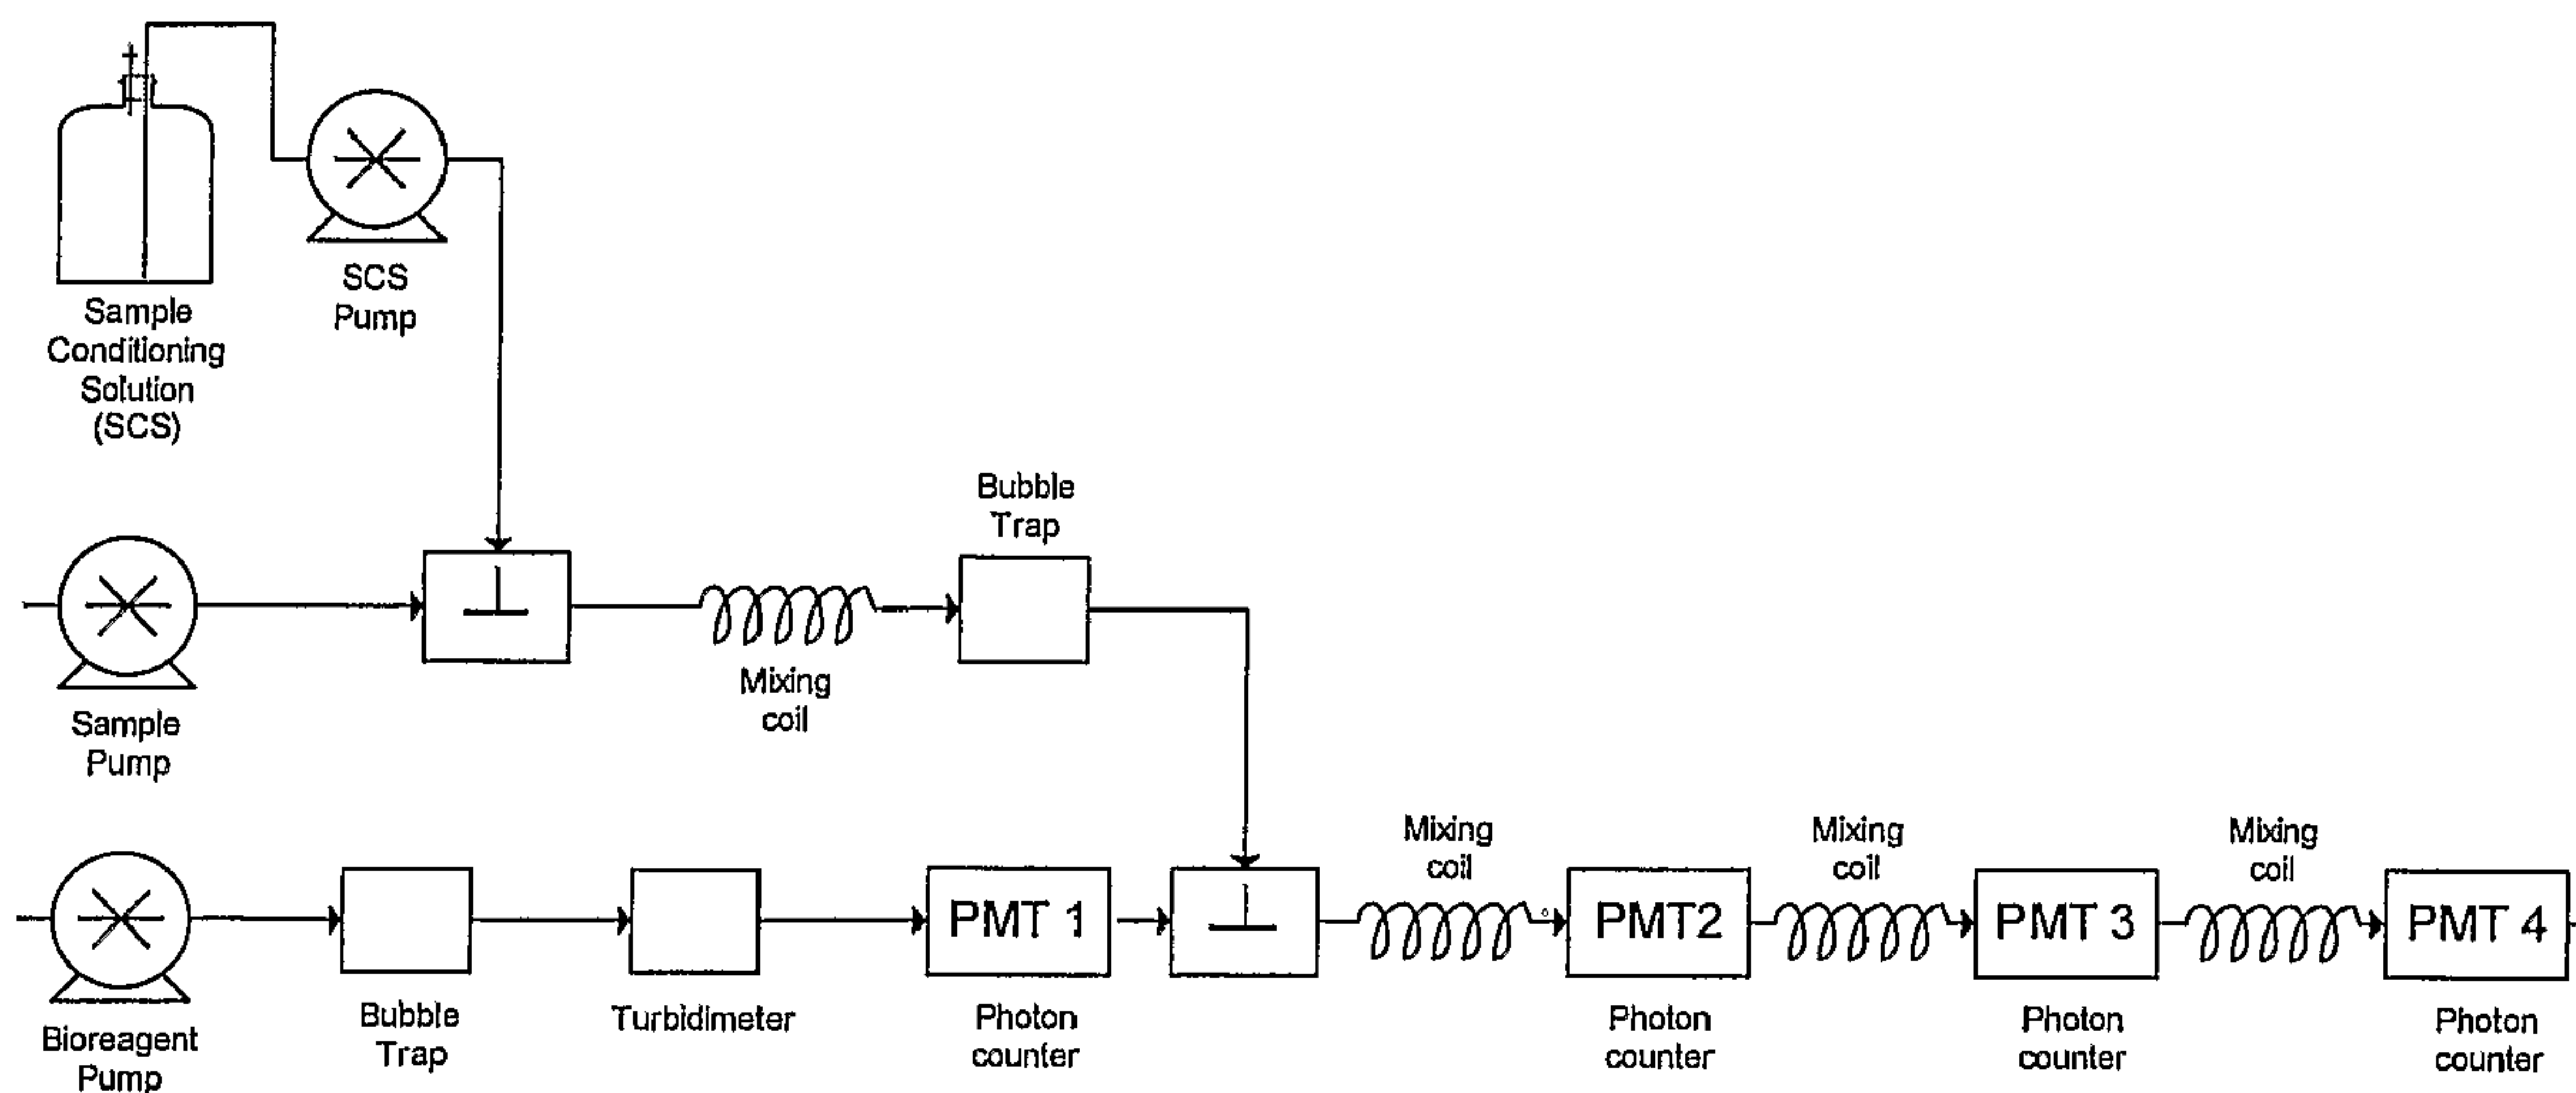 Sample
Conditioning
Solution
(SCS)
SCS
Pump
Sample
Pump
Mixing
coil
Bubble
Trap
Bioreagent
Pump
Bubble
Trap
Turbidimeter
PMT 1
Photon
counter
Mixing
coil
PMT2
Photon
counter
Mixing
coil
PMT 3
Photon
counter
Mixing
coil
PMT 4
Photon
counter